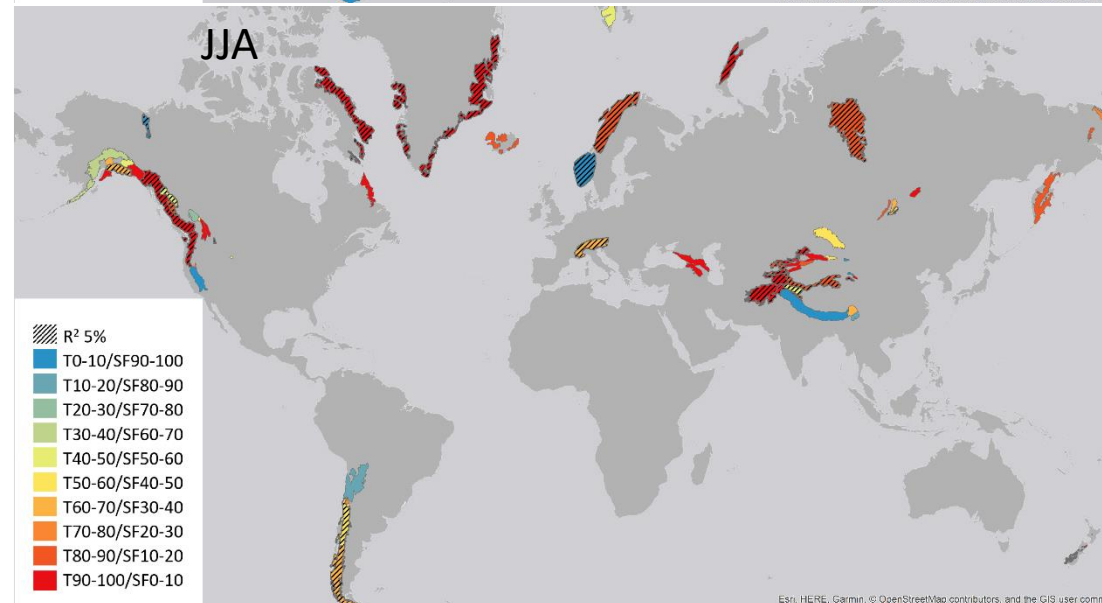 JJA
R² 5%
T0-10/SF90-100
T10-20/SF80-90
T20-30/SF70-80
T30-40/SF60-70
T40-50/SF50-60
T50-60/SF40-50
T60-70/SF30-40
T70-80/SF20-30
T80-90/SF10-20
T90-100/SF0-10
Esri, HERE, Garmin, © OpenStreetMap contributors, and the GIS user comm